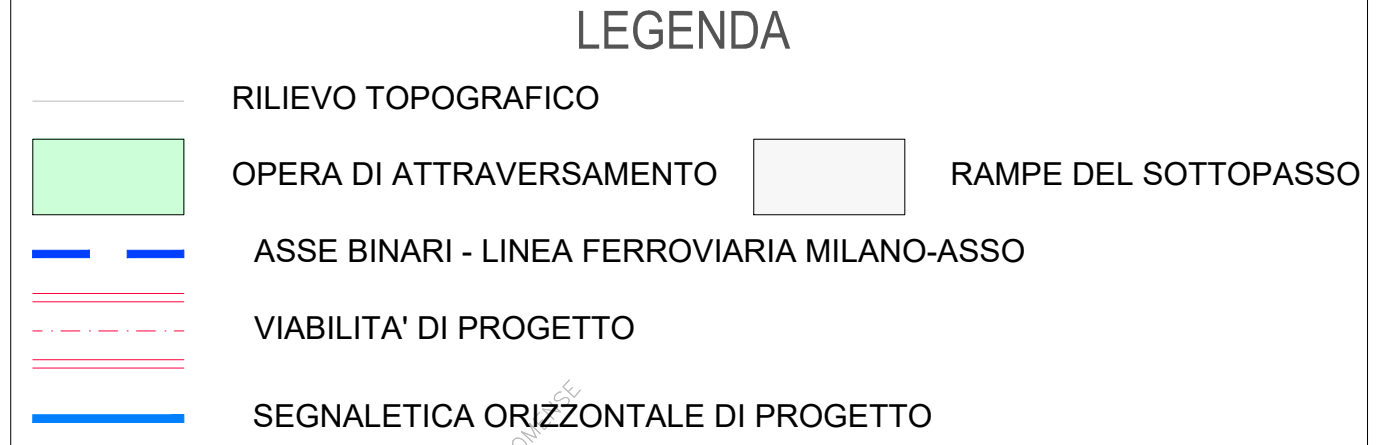 LEGENDA
RILIEVO TOPOGRAFICO
OPERA DI ATTRAVERSAMENTO
RAMPE DEL SOTTOPASSO
ASSE BINARI - LINEA FERROVIARIA MILANO-ASSO
VIABILITA' DI PROGETTO
SEGNALETICA ORIZZONTALE DI PROGETTO